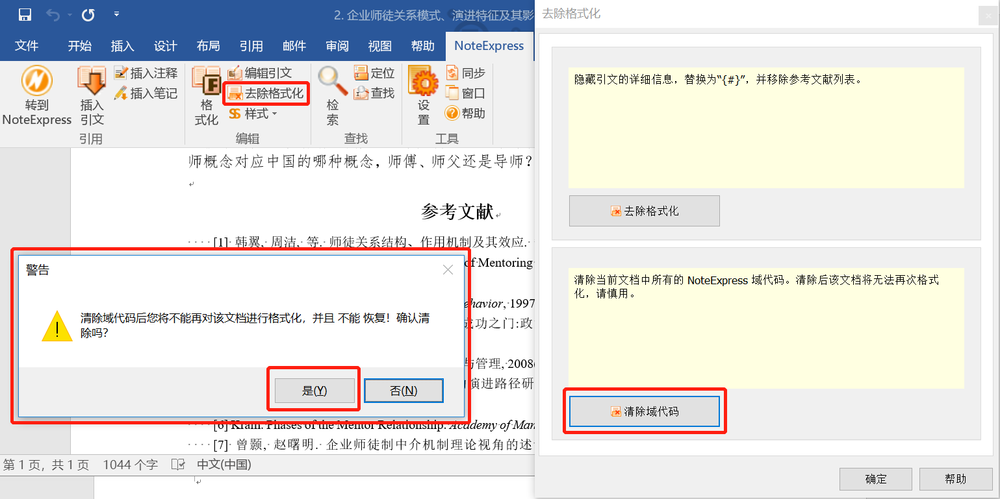 2. 企业师徒关系模式、演进特征及其影
文件 开始 插入 设计 布局 引用 邮件 审阅 视图 帮助 NoteExpress
转到
NoteExpress
插入
引文
插入注释
插入笔记
引用
格
式化
编辑引文
去除格式化
样式
编辑
检
索
定位
查找
查找
设
置
同步
窗口
帮助
工具
师概念对应中国的哪种概念，师傅、师父还是导师？
参考文献
[1] 韩翼, 周洁, 等. 师徒关系结构、作用机制及其效应.
of Mentoring
ehavior, 1997
成功之门:政
与管理, 2008(
演进路径研
[6] Kram. Phases of the Mentor Relationship. Academy of Man
[7] 曾颢, 赵曙明. 企业师徒制中介机制理论视角的述
警告
清除域代码后您将不能再对该文档进行格式化，并且 不能 恢复！确认清
除吗？
是(Y)
否(N)
第 1 页，共 1 页 1044 个字 中文(中国)
去除格式化
隐藏引文的详细信息，替换为“{#}”，并移除参考文献列表。
去除格式化
清除当前文档中所有的 NoteExpress 域代码。清除后该文档将无法再次格式
化，请慎用。
清除域代码
确定
帮助